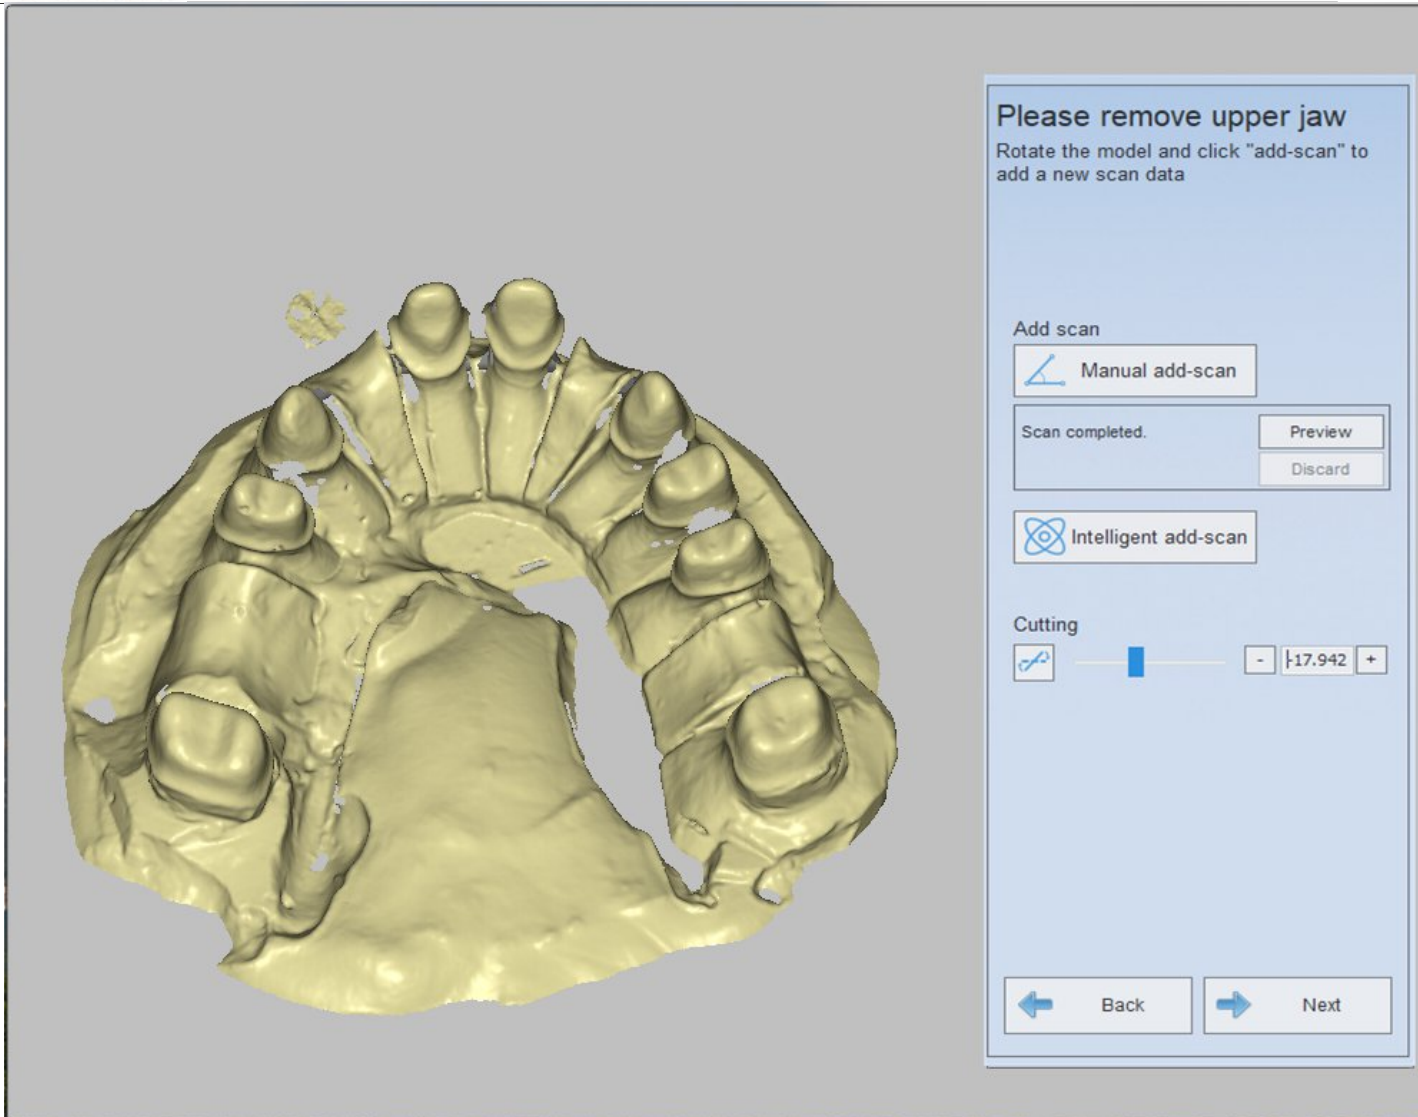 Please remove upper jaw
Rotate the model and click "add-scan" to
add a new scan data
Add scan
Manual add-scan
Scan completed.
Preview
Discard
Intelligent add-scan
Cutting
- -17.942 +
Back
Next